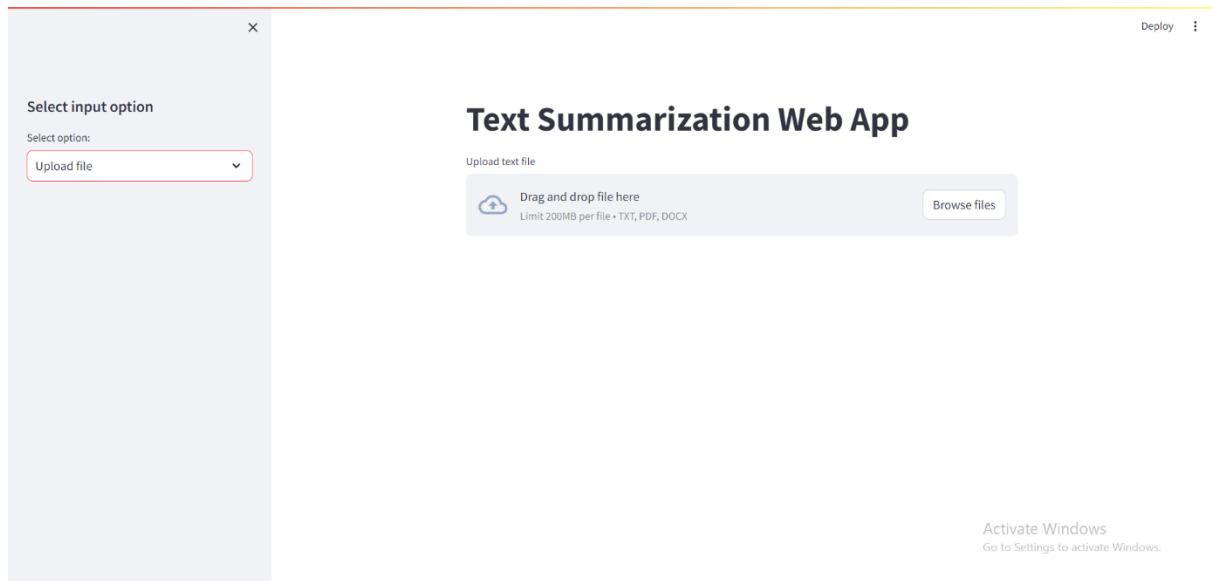 Deploy
Select input option
Select option:
Upload file
Text Summarization Web App
Upload text file
Drag and drop file here
Limit 200MB per file • TXT, PDF, DOCX
Browse files
Activate Windows
Go to Settings to activate Windows.